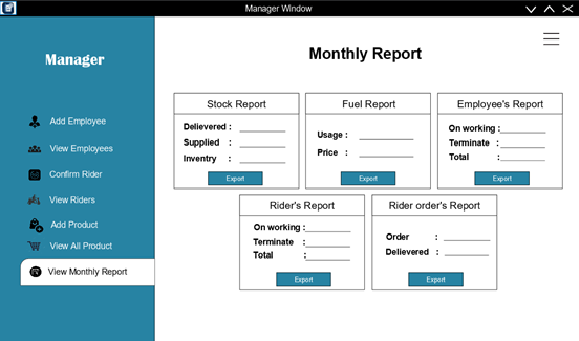 Manager Window
Manager
Add Employee
View Employees
Confirm Rider
View Riders
Add Product
View All Product
View Monthly Report
Monthly Report
Stock Report
Delievered :
Supplied :
Inventry :
Export
Fuel Report
Usage :
Price :
Export
Employee's Report
On working :
Terminate :
Total :
Export
Rider's Report
On working :
Terminate :
Total :
Export
Rider order's Report
Order :
Delievered :
Export